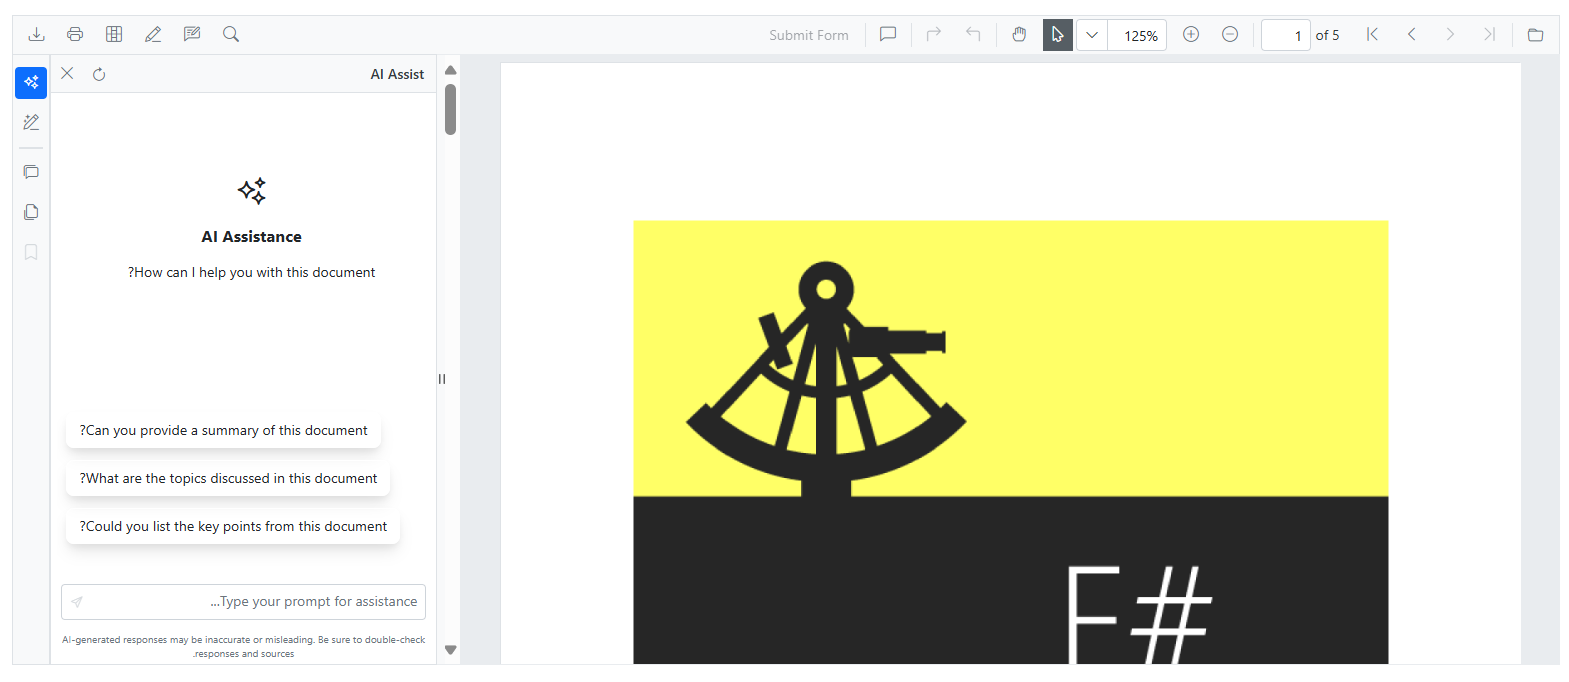 Submit Form
125%
1
of 5
AI Assist
AI Assistance
?How can I help you with this document
?Can you provide a summary of this document
?What are the topics discussed in this document
?Could you list the key points from this document
...Type your prompt for assistance
AI-generated responses may be inaccurate or misleading. Be sure to double-check
.responses and sources
F#